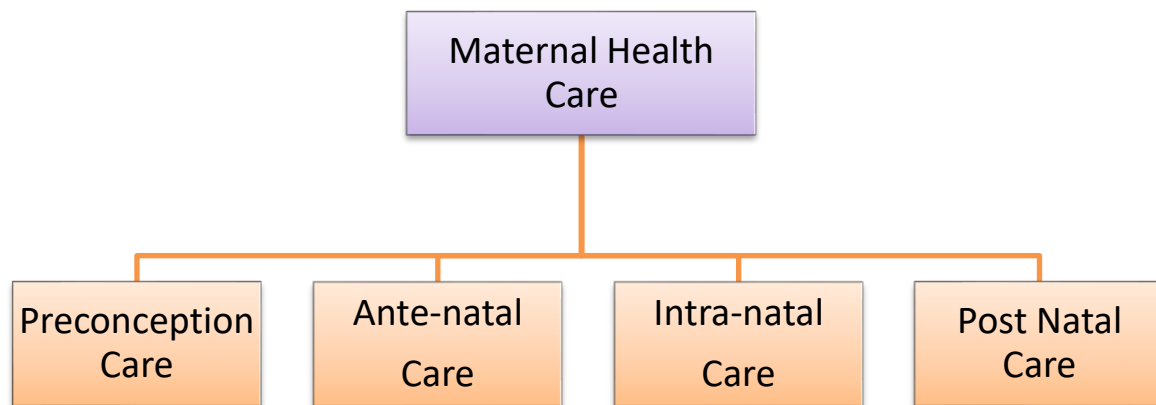 Maternal Health
Care
Preconception
Care
Ante-natal
Care
Intra-natal
Care
Post Natal
Care